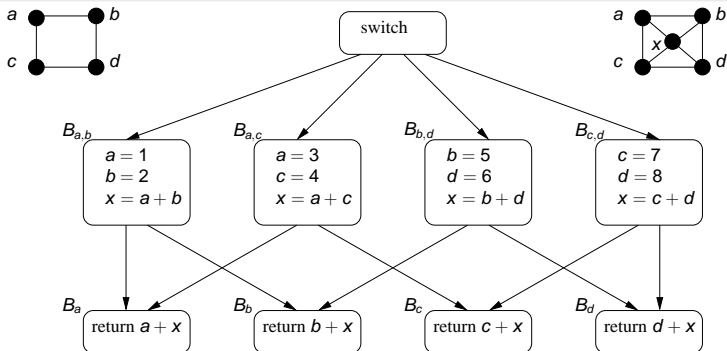 a b
c d
switch
a b
x
c d
B_{a,b}
a = 1
b = 2
x = a + b
B_{a,c}
a = 3
c = 4
x = a + c
B_{b,d}
b = 5
d = 6
x = b + d
B_{c,d}
c = 7
d = 8
x = c + d
B_a
return a + x
B_b
return b + x
B_c
return c + x
B_d
return d + x